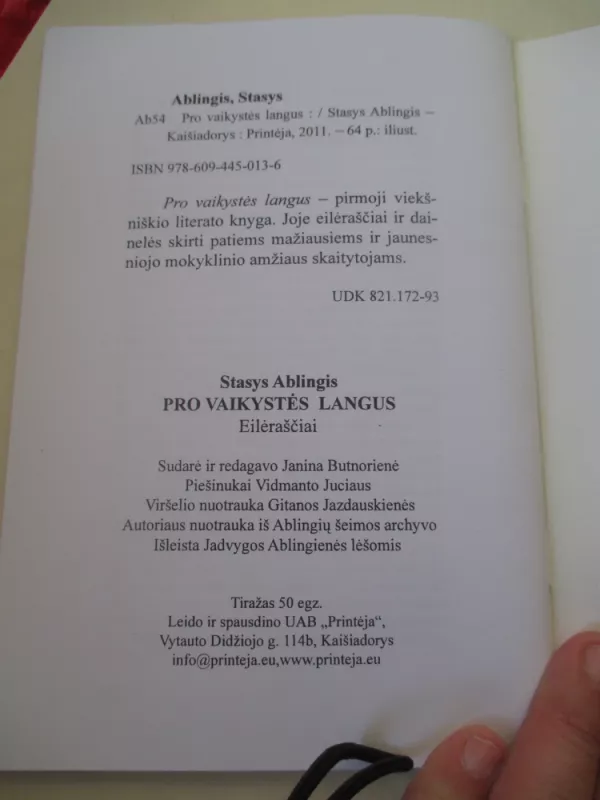 Ablingis, Stasys
Ab54 Pro vaikystės langus : / Stasys Ablingis –
Kaišiadorys : Printėja, 2011. – 64 p.: iliust.
ISBN 978-609-445-013-6
Pro vaikystės langus – pirmoji viekš-
niškio literato knyga. Joje eilėraščiai ir dai-
nelės skirti patiems mažiausiems ir jaunes-
niojo mokyklinio amžiaus skaitytojams.
UDK 821.172-93
Stasys Ablingis
PRO VAIKYSTĖS LANGUS
Eilėraščiai
Sudarė ir redagavo Janina Butnorienė
Piešinukai Vidmanto Juciaus
Viršelio nuotrauka Gitanos Jazdauskienės
Autoriaus nuotrauka iš Ablingių šeimos archyvo
Išleista Jadvygos Ablingienės lėšomis
Tiražas 50 egz.
Leido ir spausdino UAB „Printėja“,
Vytauto Didžiojo g. 114b, Kaišiadorys
info@printeja.eu,www.printeja.eu